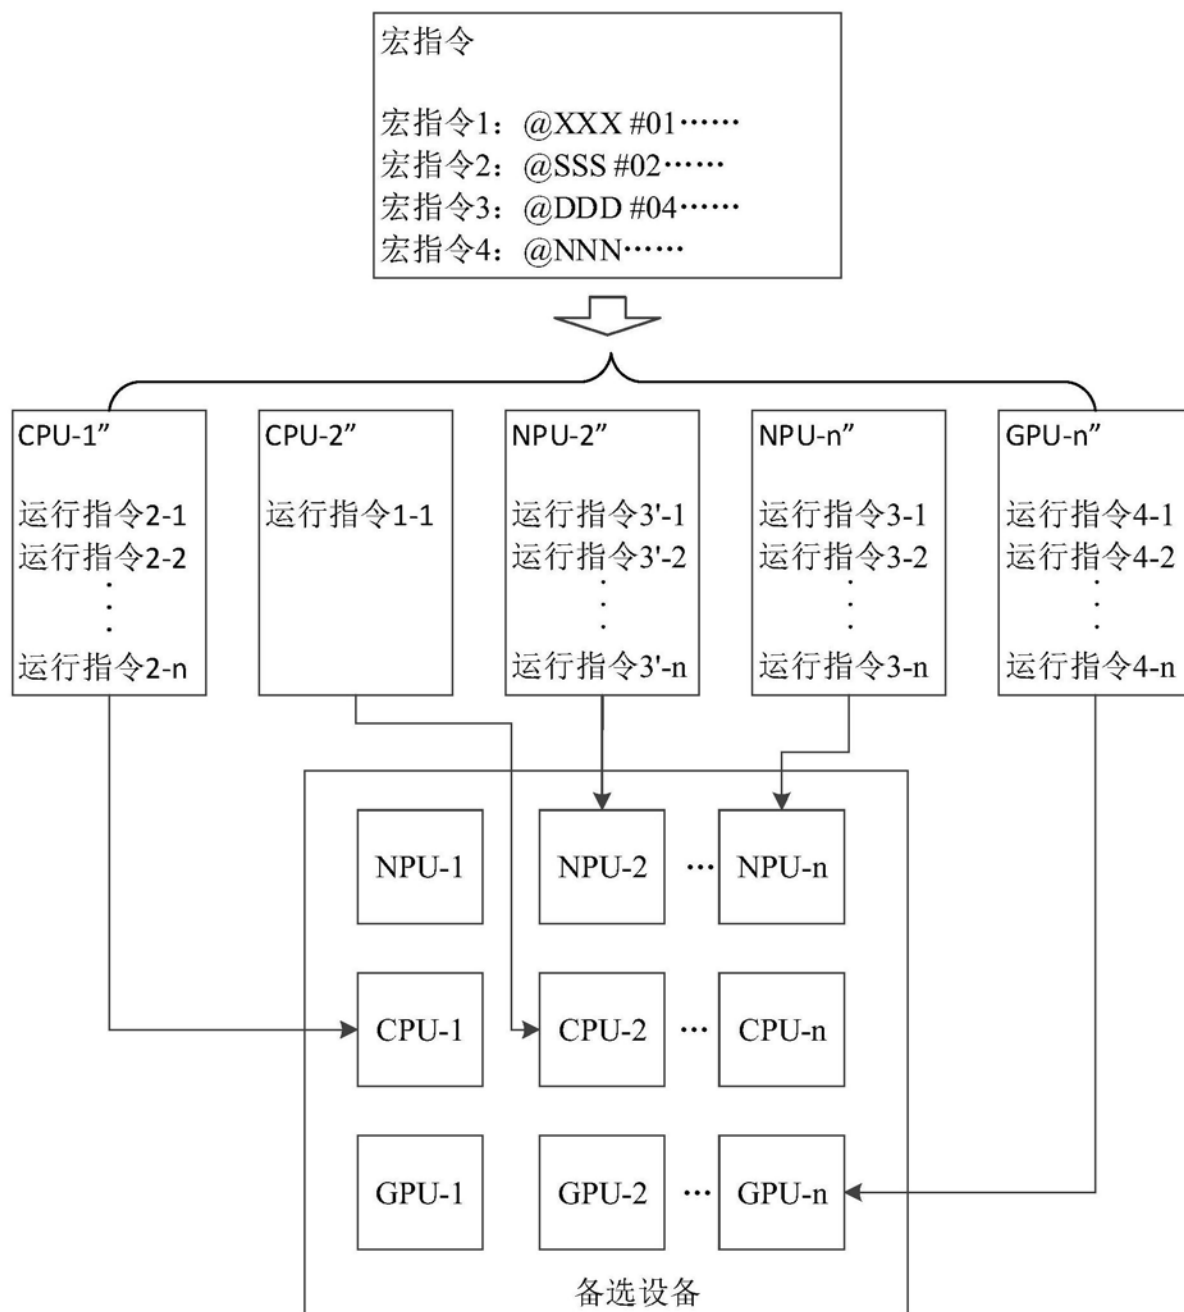 宏指令
宏指令1：@XXX #01……
宏指令2：@SSS #02……
宏指令3：@DDD #04……
宏指令4：@NNN……
CPU-1”
运行指令2-1
运行指令2-2
⋮
运行指令2-n
CPU-2”
运行指令1-1
NPU-2”
运行指令3'-1
运行指令3'-2
⋮
运行指令3'-n
NPU-n”
运行指令3-1
运行指令3-2
⋮
运行指令3-n
GPU-n”
运行指令4-1
运行指令4-2
⋮
运行指令4-n
NPU-1 NPU-2 … NPU-n
CPU-1 CPU-2 … CPU-n
GPU-1 GPU-2 … GPU-n
备选设备